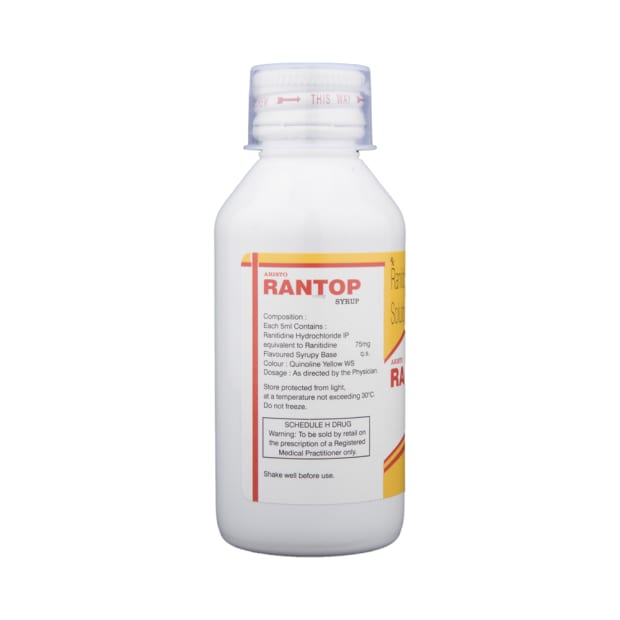 THIS WAY
ARISTO
RANTOP
SYRUP
Composition :
Each 5ml Contains :
Ranitidine Hydrochloride IP
equivalent to Ranitidine 75mg
Flavoured Syrupy Base q.s.
Colour : Quinoline Yellow WS
Dosage : As directed by the Physician.
Store protected from light,
at a temperature not exceeding 30°C.
Do not freeze.
SCHEDULE H DRUG
Warning: To be sold by retail on
the prescription of a Registered
Medical Practitioner only.
Shake well before use.
ARISTO
RA